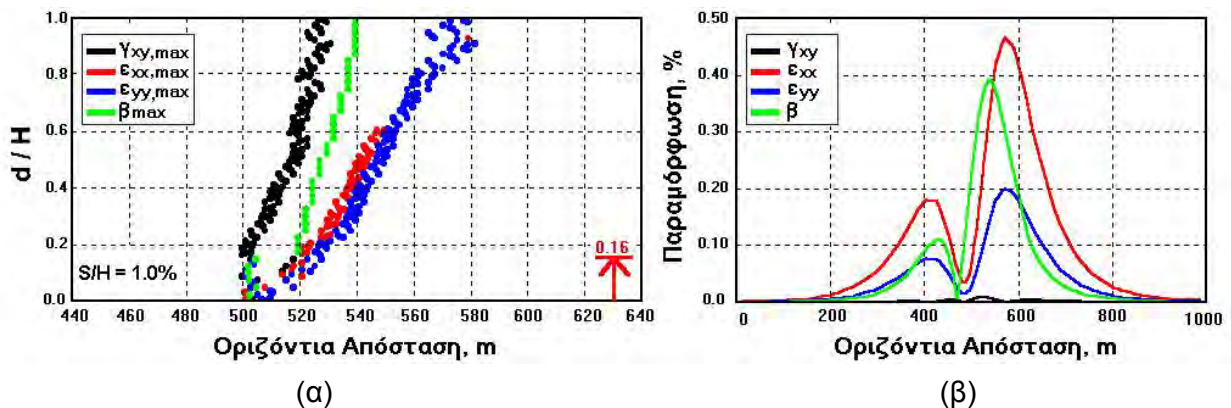 d / H
1.0
0.8
0.6
0.4
0.2
0.0
γxy,max
εxx,max
εyy,max
βmax
S/H = 1.0%
0.16
440 460 480 500 520 540 560 580 600 620 640
Οριζόντια Απόσταση, m
(α)
Παραμόρφωση, %
0.50
0.40
0.30
0.20
0.10
0.0
γxy
εxx
εyy
β
0 200 400 600 800 1000
Οριζόντια Απόσταση, m
(β)